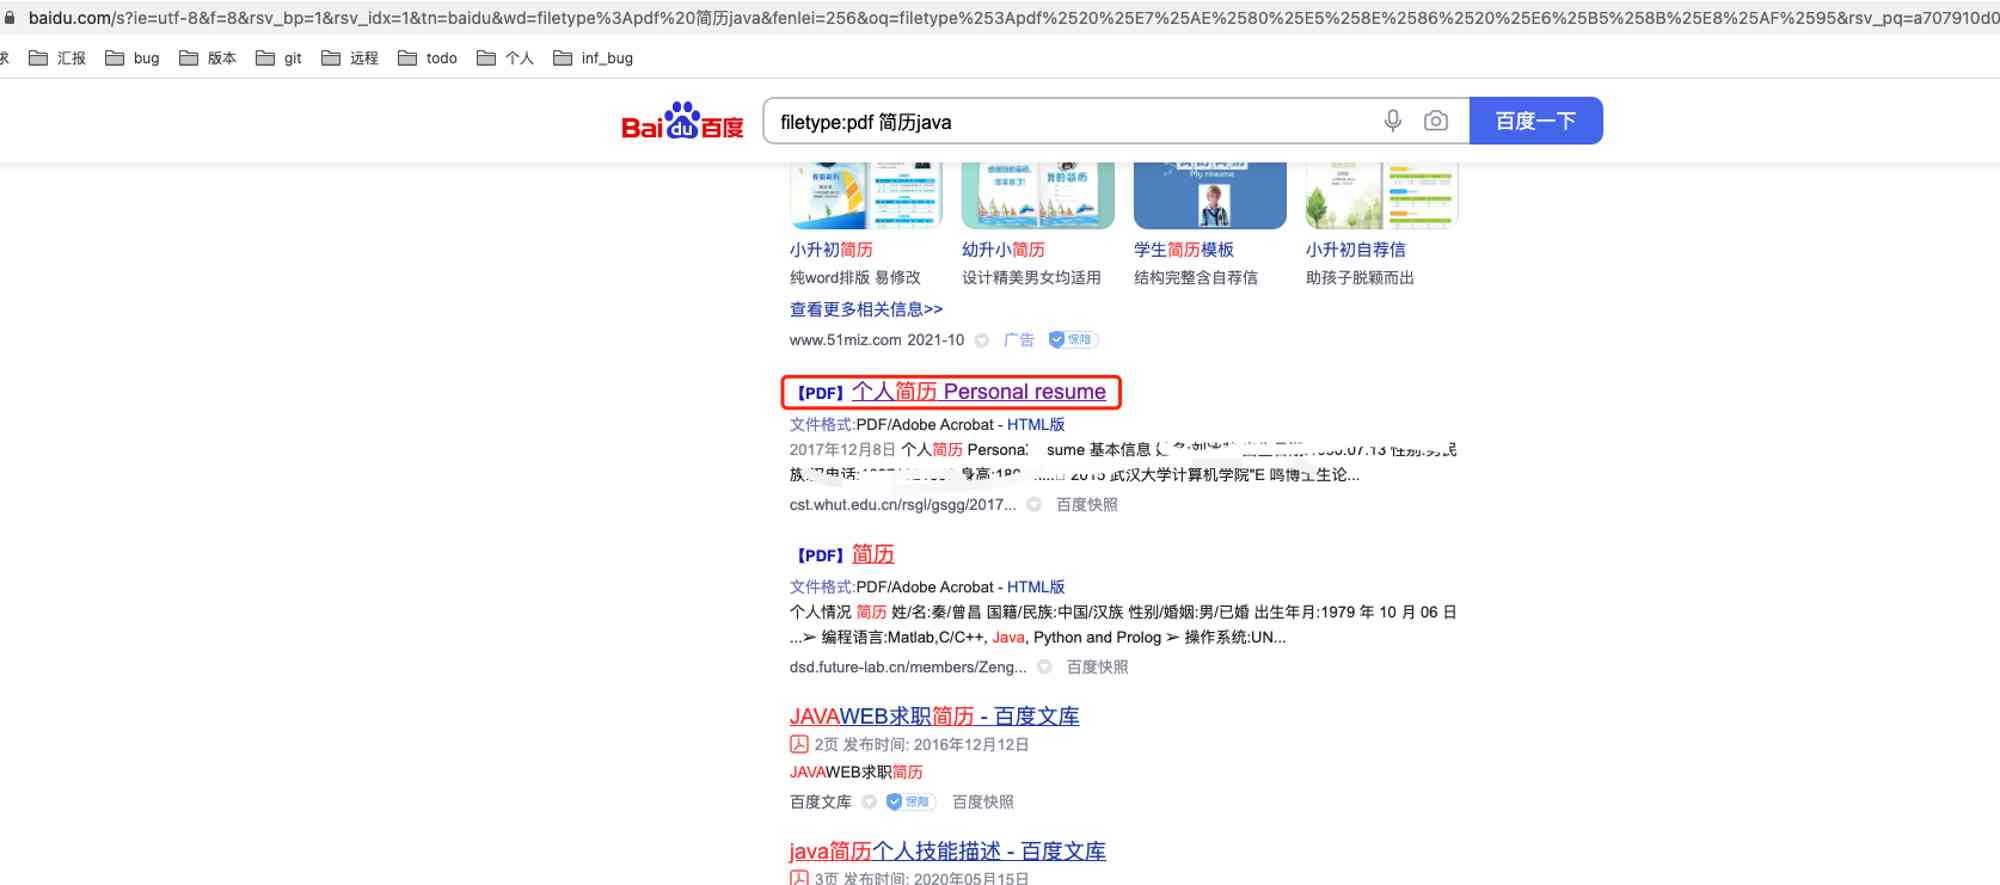 baidu.com/s?ie=utf-8&f=8&rsv_bp=1&rsv_idx=1&tn=baidu&wd=filetype%3Apdf%20简历java&fenlei=256&oq=filetype%253Apdf%2520%25E7%25AE%2580%25E5%258E%2586%2520%25E6%25B5%258B%25E8%25AF%2595&rsv_pq=a707910d0
求 汇报 bug 版本 git 远程 todo 个人 inf_bug
Bai du 百度 filetype:pdf 简历java 百度一下
My resume 我的简历
小升初简历 幼升小简历 学生简历模板 小升初自荐信
纯word排版 易修改 设计精美男女均适用 结构完整含自荐信 助孩子脱颖而出
查看更多相关信息>>
www.51miz.com 2021-10 广告 保障
【PDF】个人简历 Personal resume
文件格式:PDF/Adobe Acrobat - HTML版
2017年12月8日 个人简历 Persona sume 基本信息 性别:男民
族:汉电话: 身高:180 2015 武汉大学计算机学院"E 鸣博士生论...
cst.whut.edu.cn/rsgl/gsgg/2017... 百度快照
【PDF】简历
文件格式:PDF/Adobe Acrobat - HTML版
个人情况 简历 姓/名:秦/曾昌 国籍/民族:中国/汉族 性别/婚姻:男/已婚 出生年月:1979 年 10 月 06 日
...➢ 编程语言:Matlab,C/C++, Java, Python and Prolog ➢ 操作系统:UN...
dsd.future-lab.cn/members/Zeng... 百度快照
JAVAWEB求职简历 - 百度文库
2页 发布时间: 2016年12月12日
JAVAWEB求职简历
百度文库 保障 百度快照
java简历个人技能描述 - 百度文库
3页 发布时间: 2020年05月15日